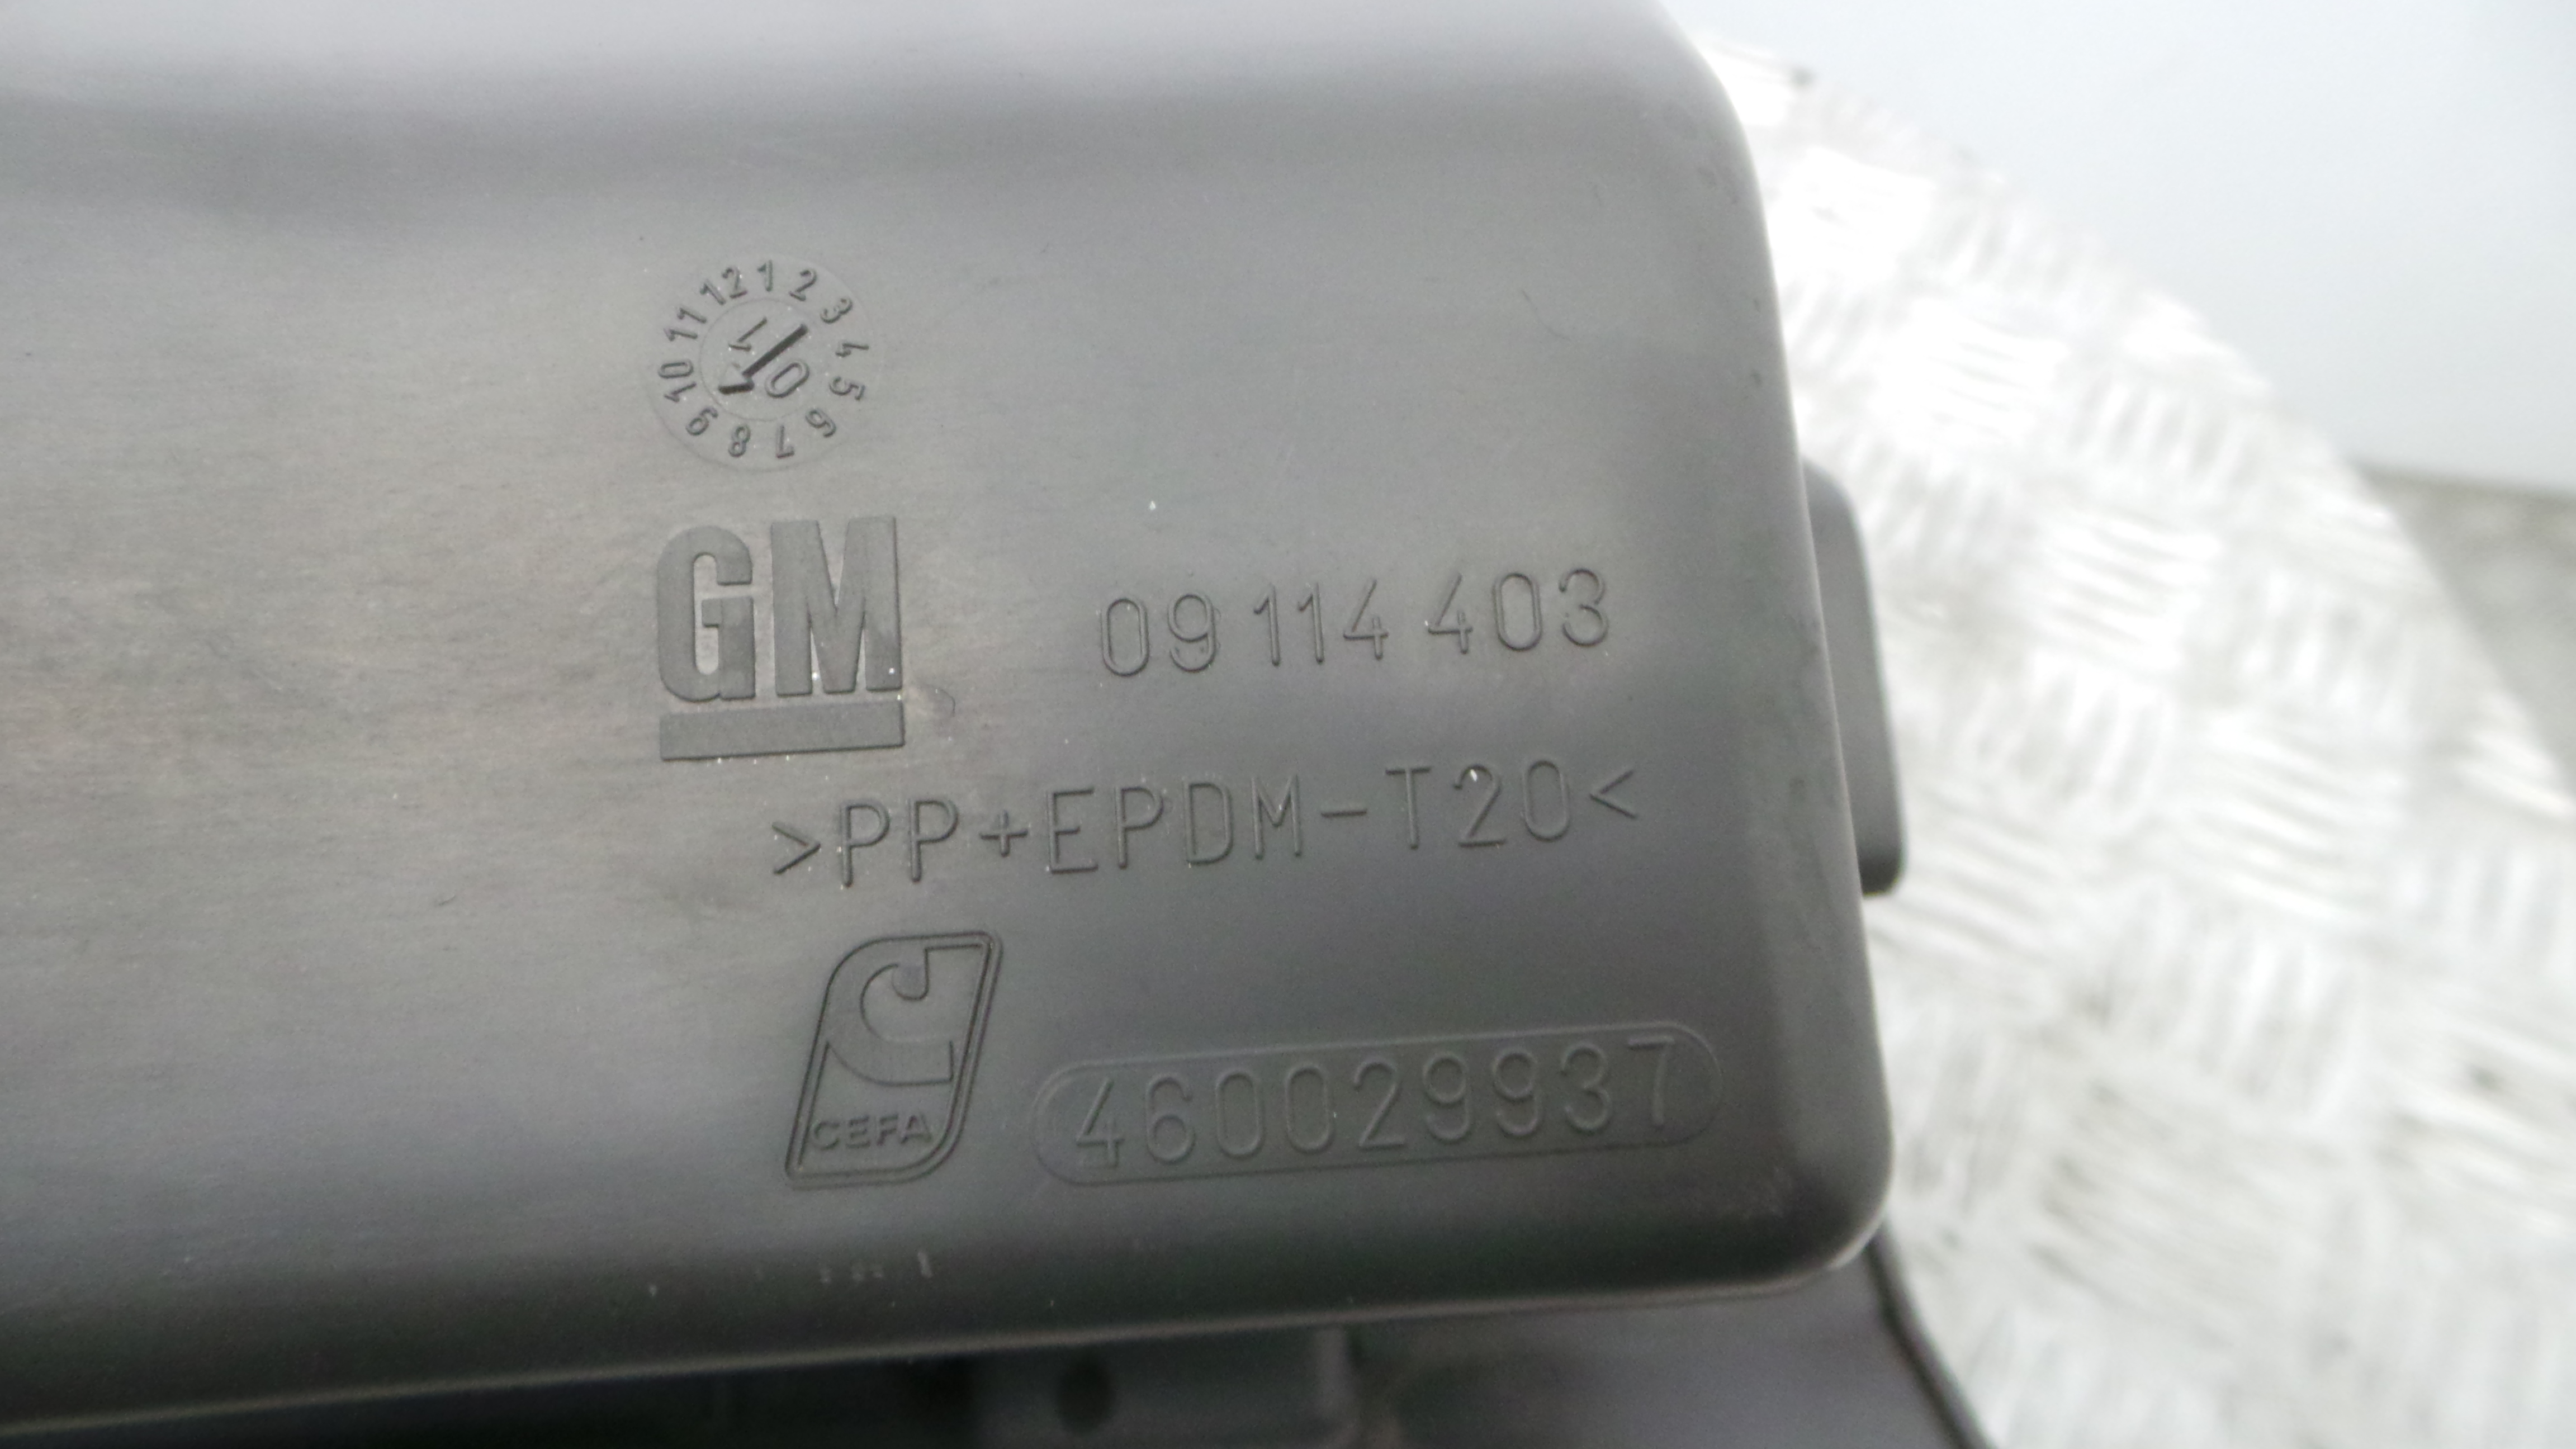 1 2 3 4 5 6 7 8 9 10 11 12
GM
09 114 403
>PP+EPDM-T20<
CEFA
460029937